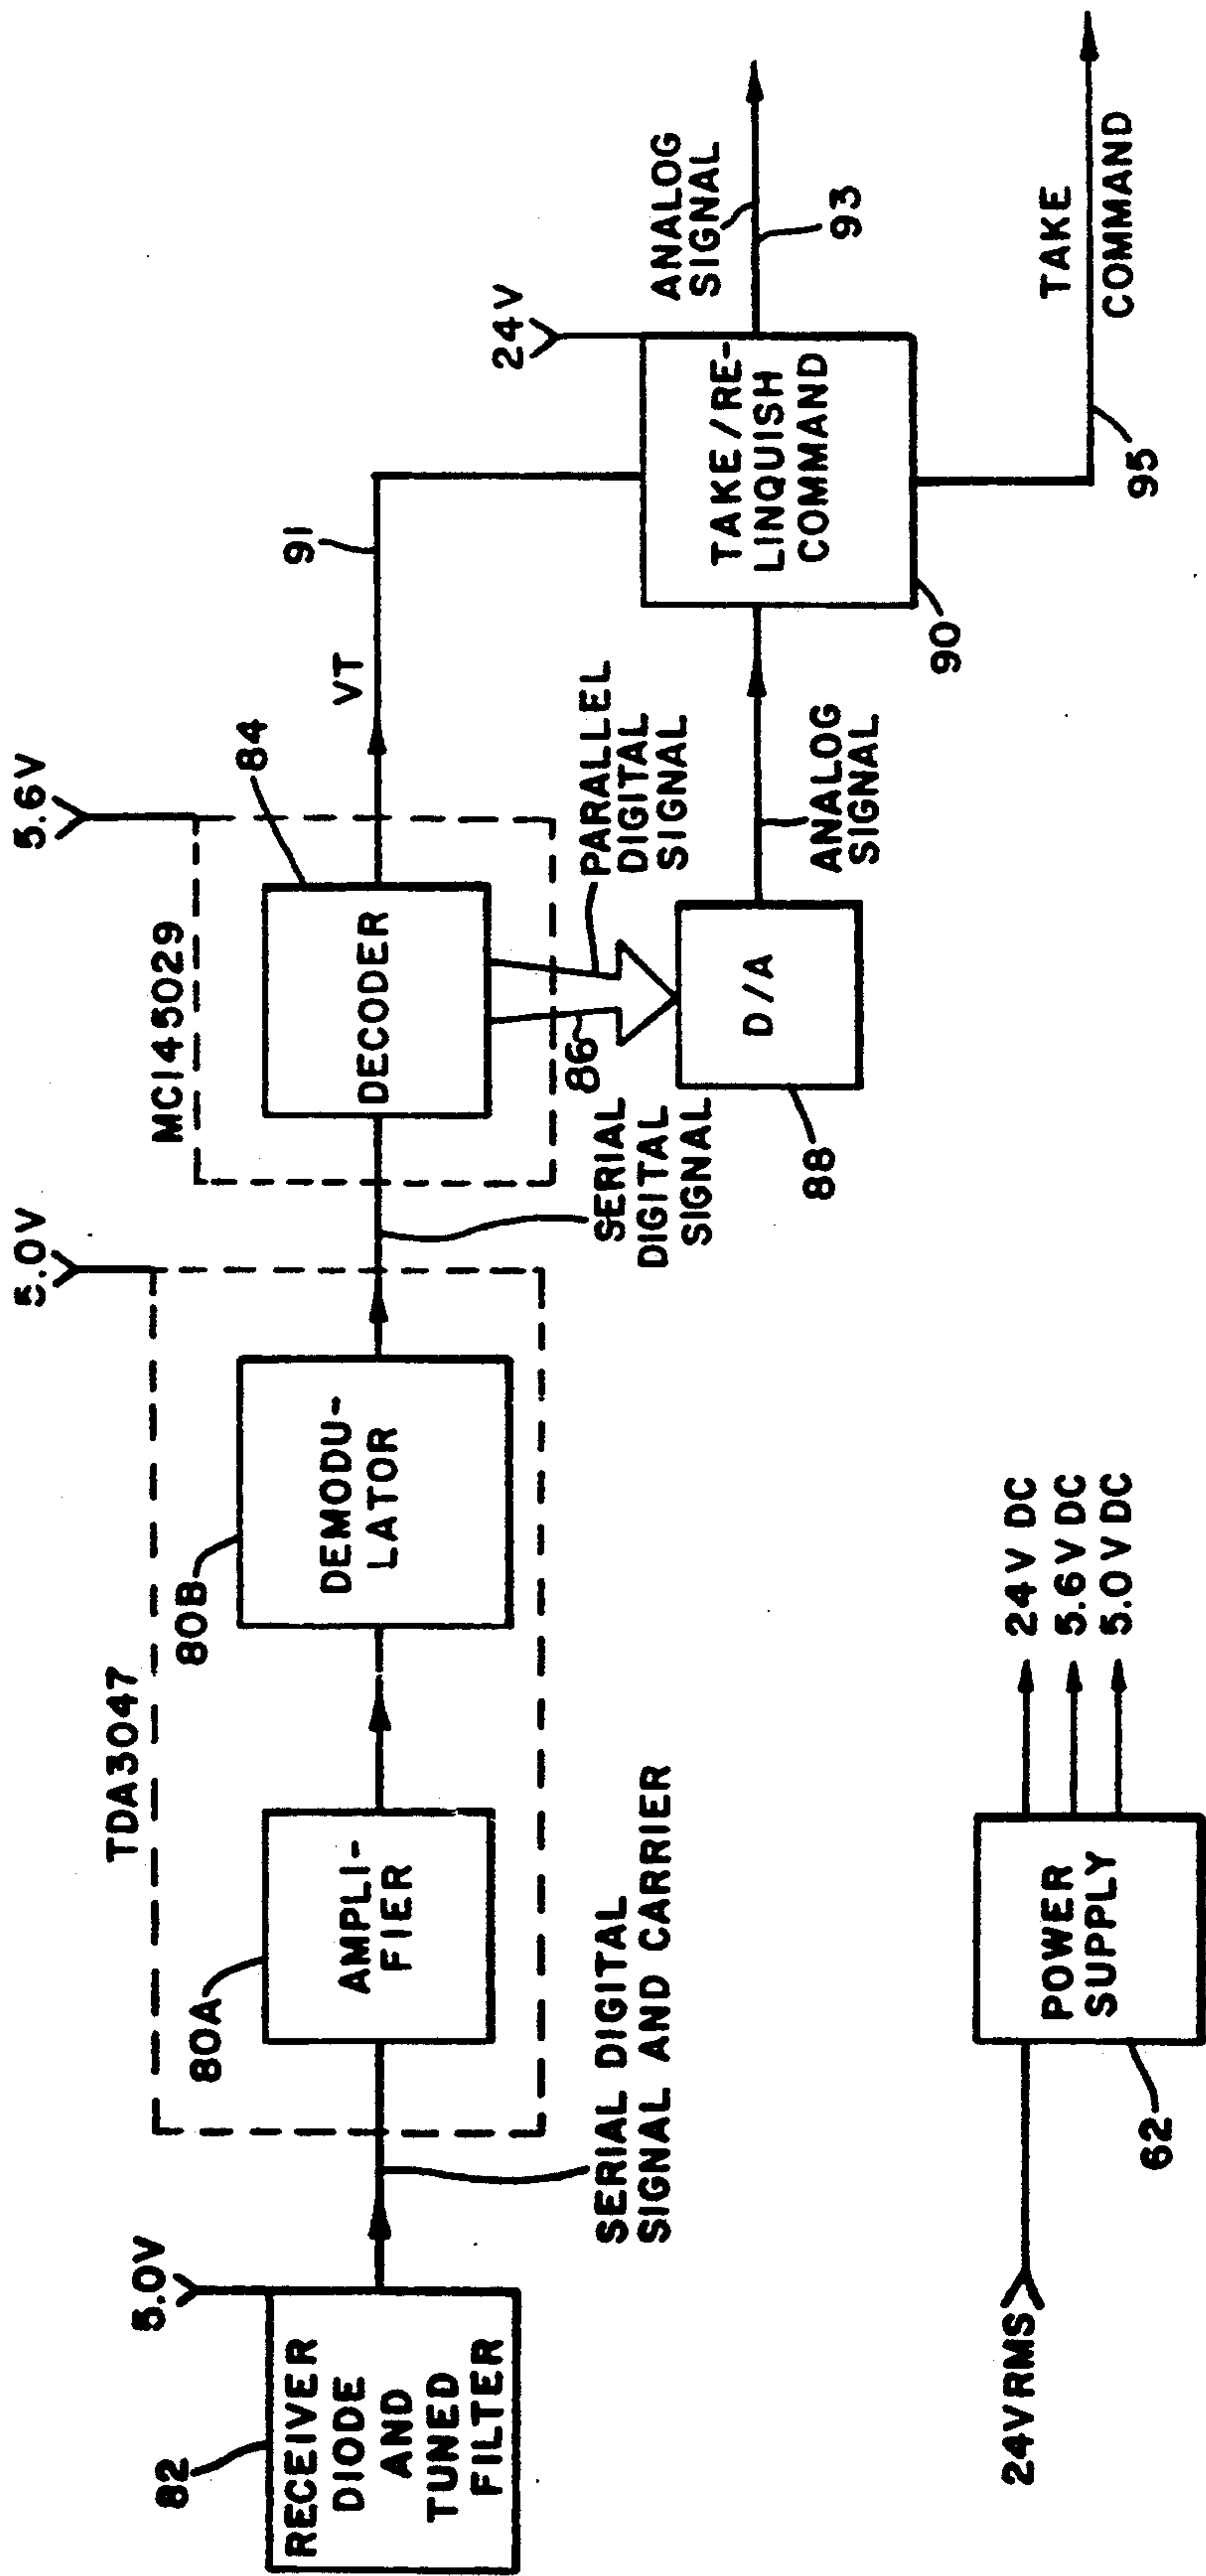 82
RECEIVER
DIODE
AND
TUNED
FILTER
5.0V
SERIAL DIGITAL
SIGNAL AND CARRIER
TDA3047
80A
AMPLI-
FIER
80B
DEMODU-
LATOR
5.0V
SERIAL
DIGITAL
SIGNAL
MC145029
5.6V
DECODER
84
86
PARALLEL
DIGITAL
SIGNAL
VT
91
D/A
88
ANALOG
SIGNAL
24V
TAKE/RE-
LINQUISH
COMMAND
90
ANALOG
SIGNAL
93
TAKE
COMMAND
95
24VRMS
POWER
SUPPLY
62
24V DC
5.6V DC
5.0V DC